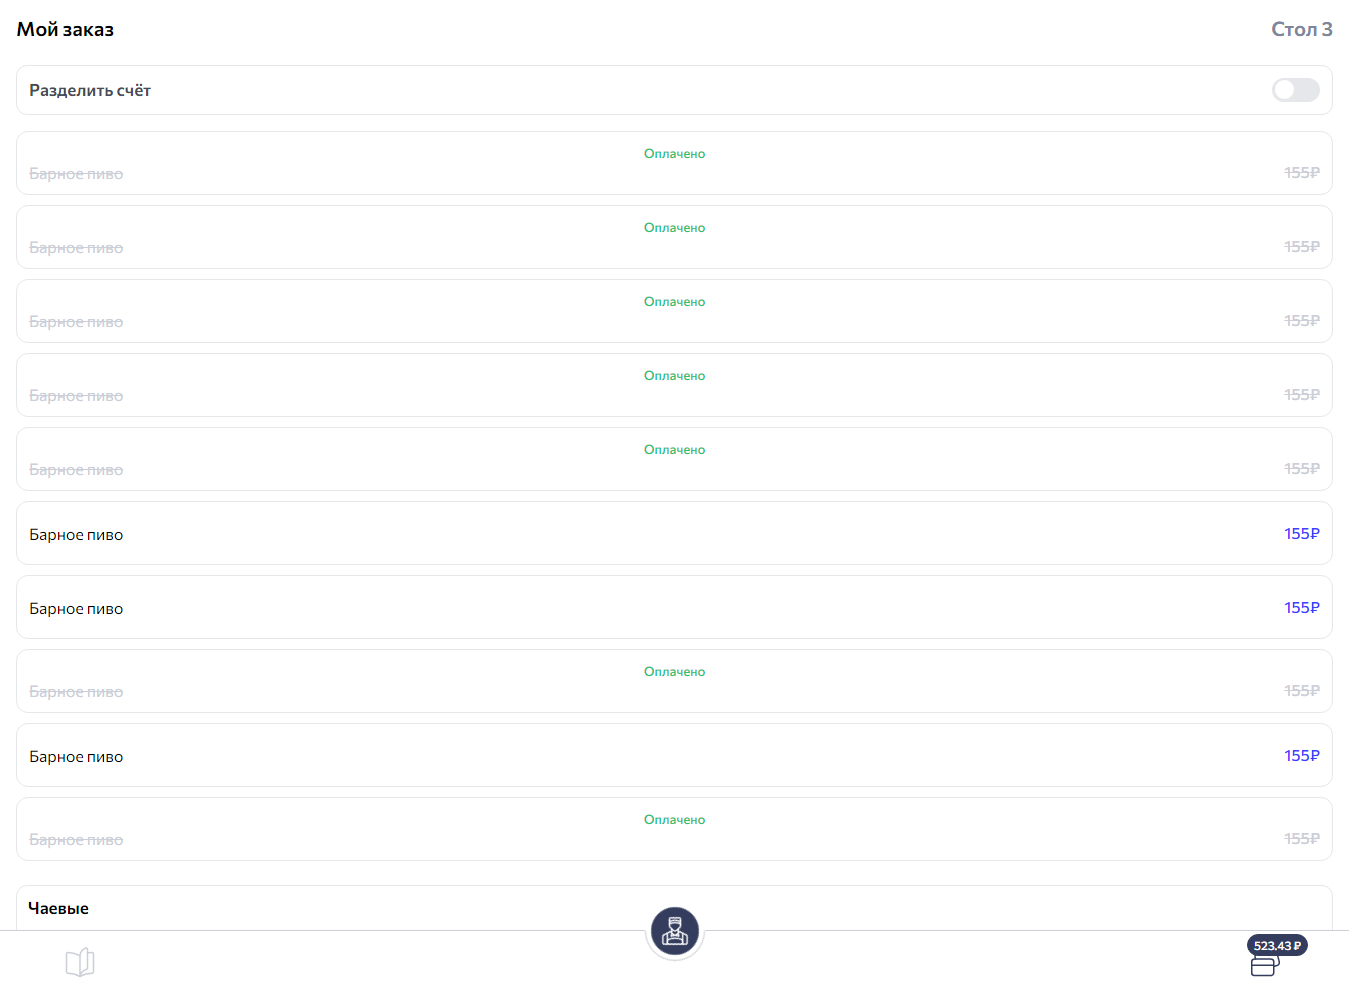 Мой заказ
Стол 3
Разделить счёт
Оплачено
Барное пиво 155₽
Оплачено
Барное пиво 155₽
Оплачено
Барное пиво 155₽
Оплачено
Барное пиво 155₽
Оплачено
Барное пиво 155₽
Барное пиво 155₽
Барное пиво 155₽
Оплачено
Барное пиво 155₽
Барное пиво 155₽
Оплачено
Барное пиво 155₽
Чаевые
523.43 ₽